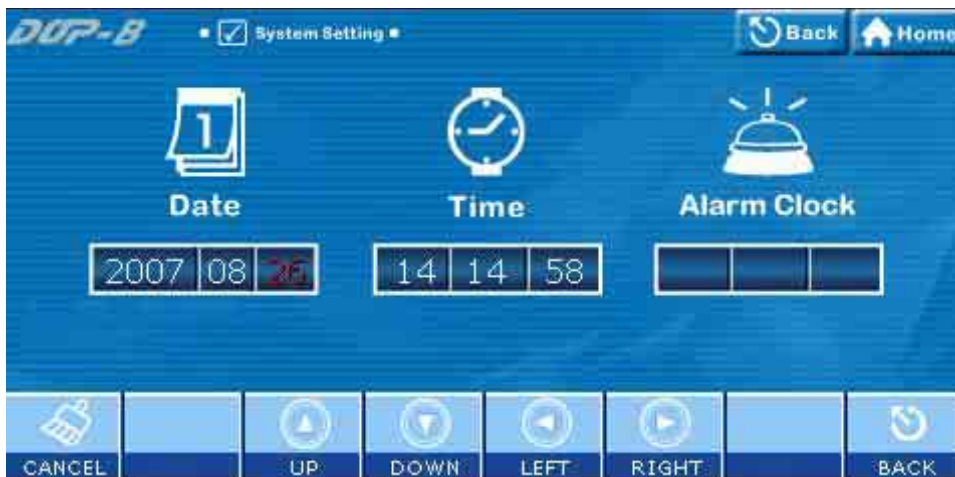 DOP-B System Setting Back Home
1
Date Time Alarm Clock
2007 08 26 14 14 58
CANCEL UP DOWN LEFT RIGHT BACK